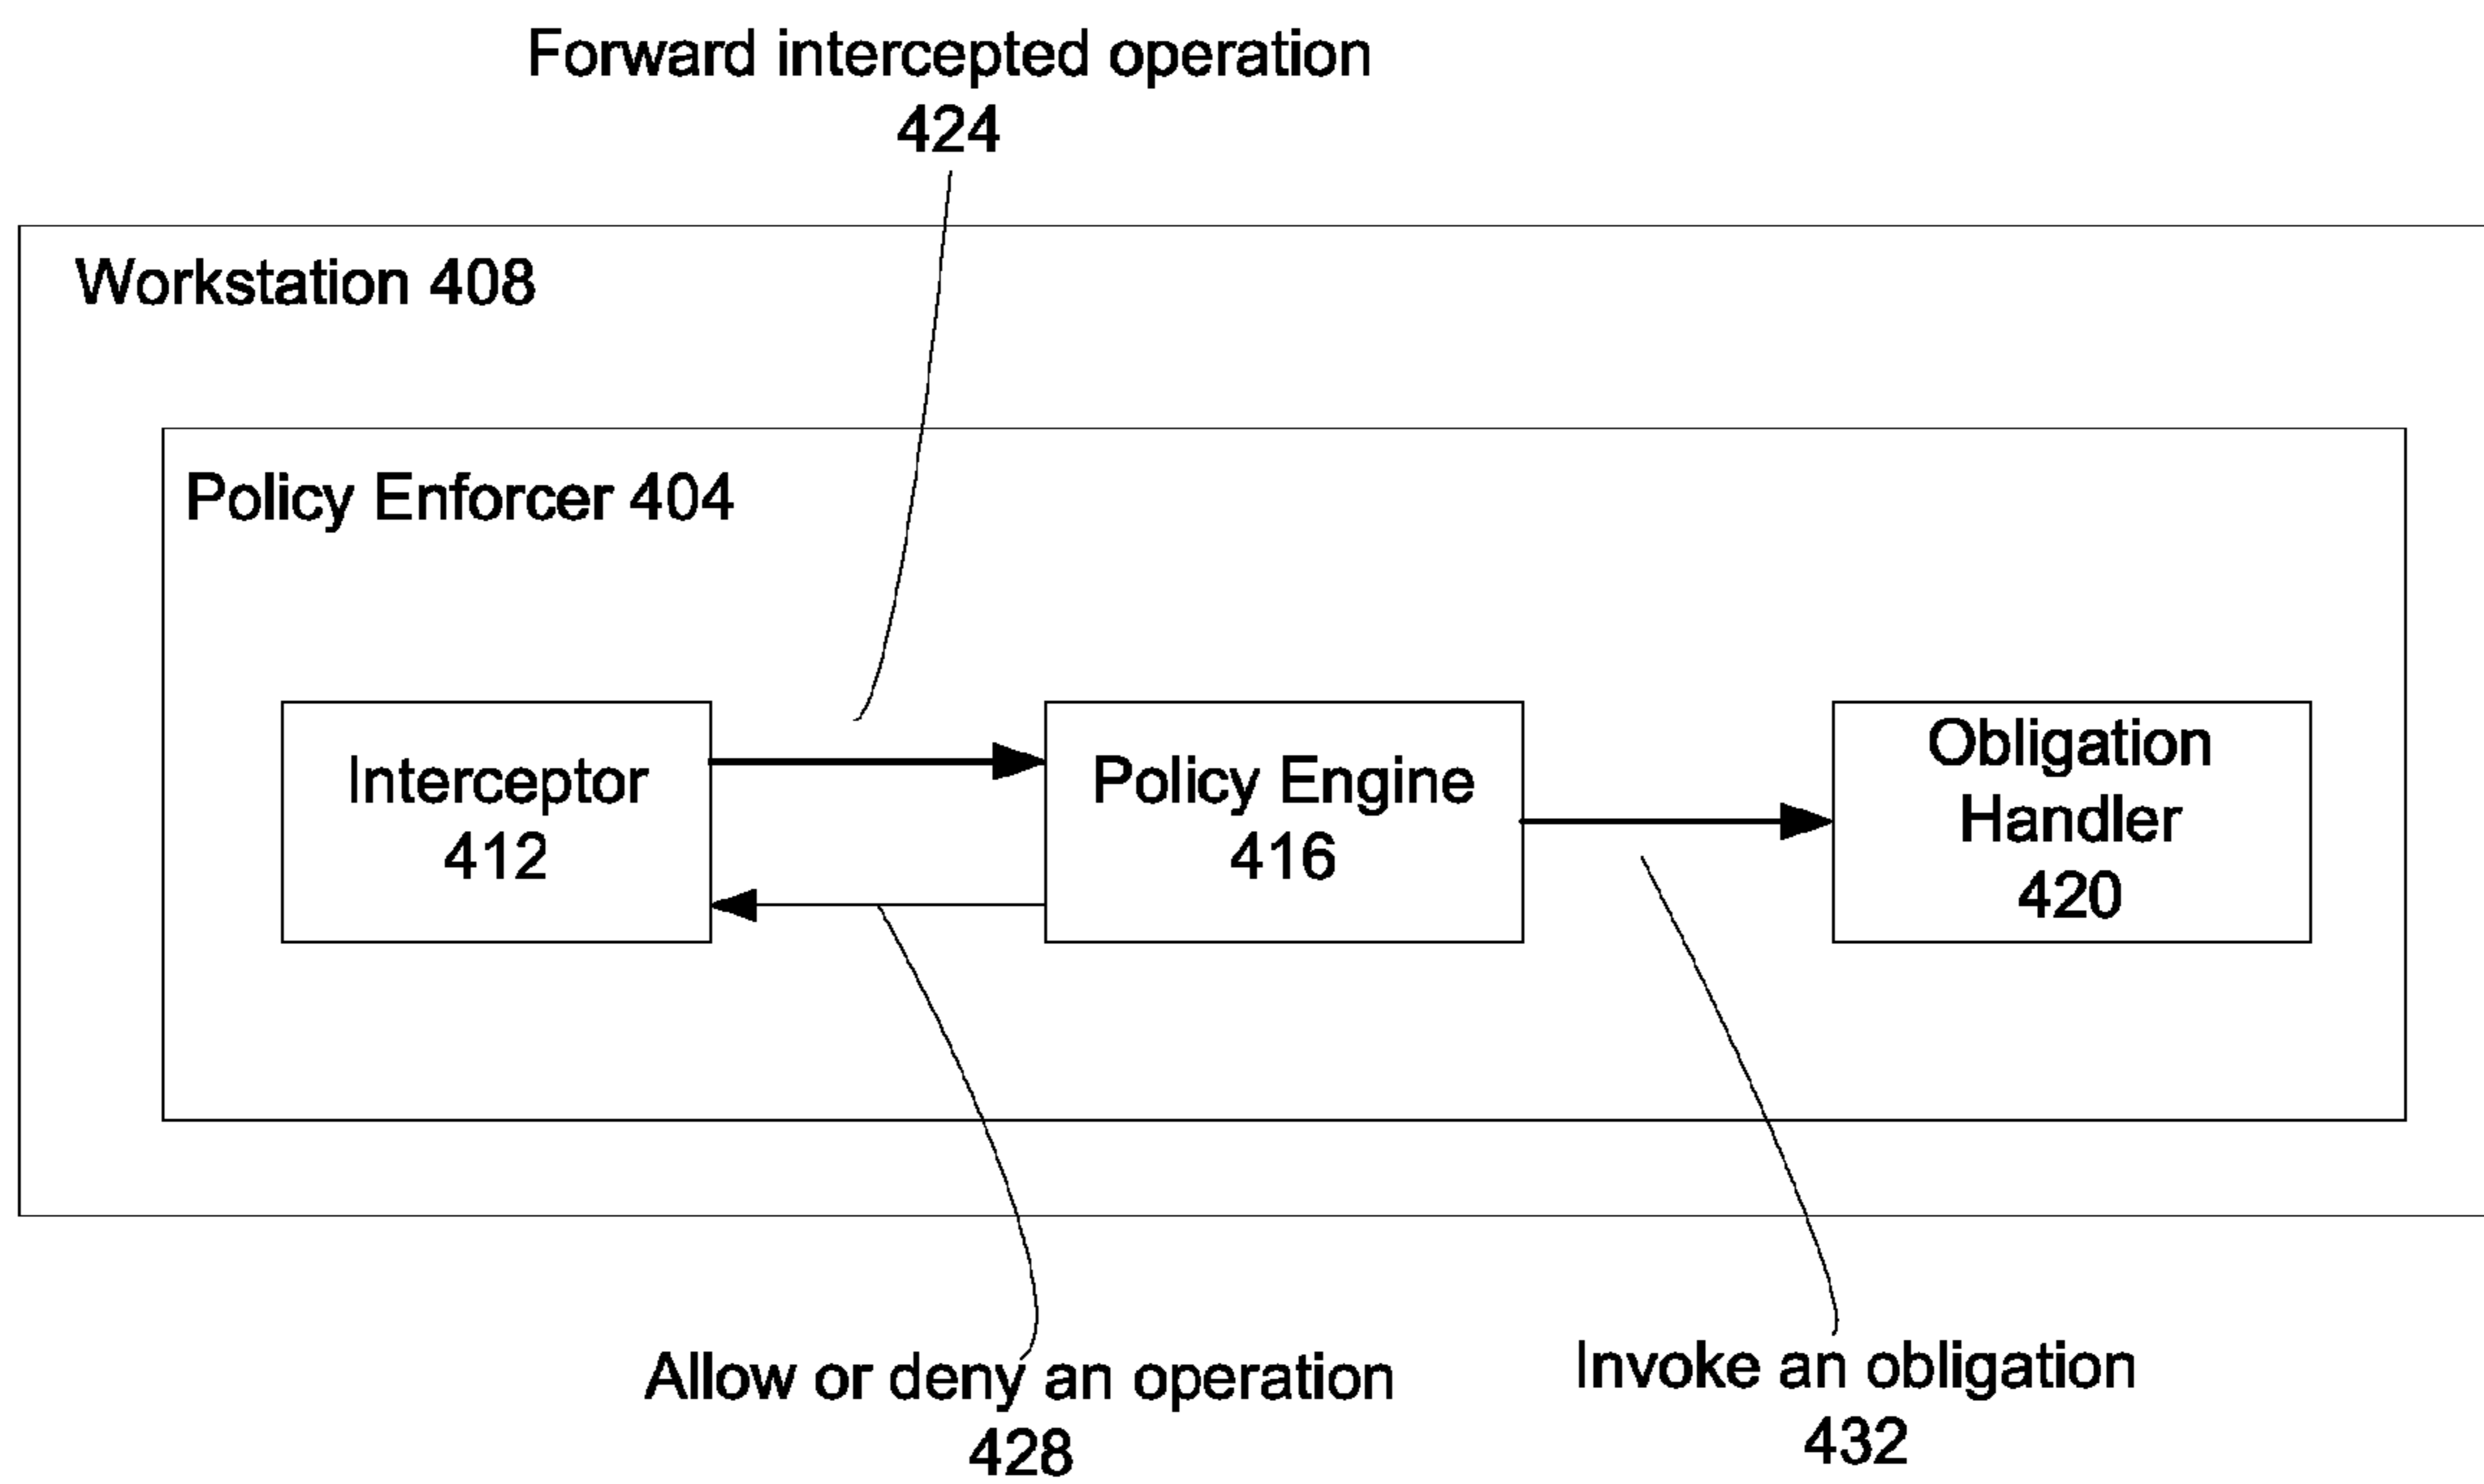 Forward intercepted operation
424
Workstation 408
Policy Enforcer 404
Interceptor
412
Policy Engine
416
Obligation
Handler
420
Allow or deny an operation
428
Invoke an obligation
432